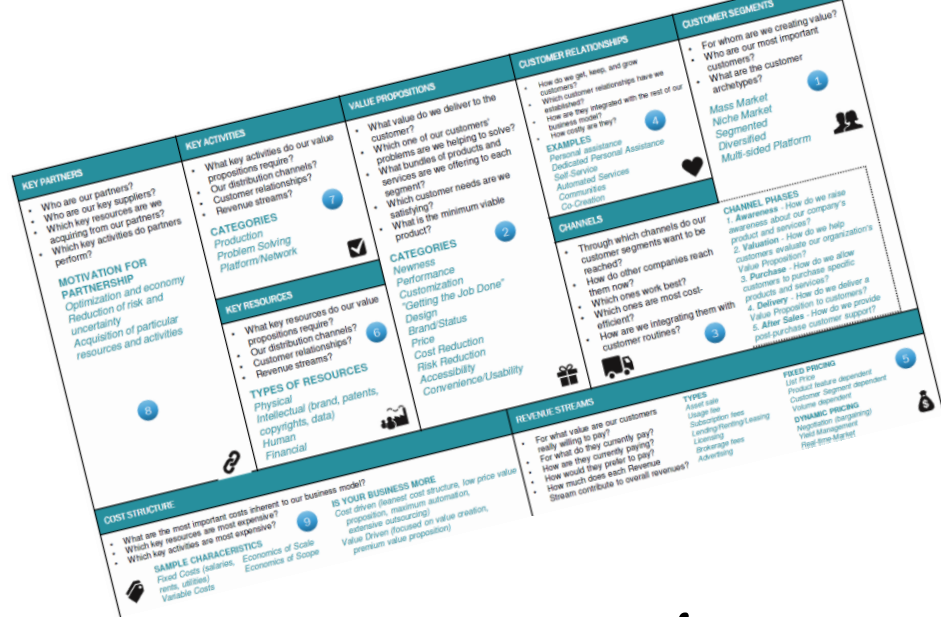 KEY PARTNERS
Who are our partners?
Who are our key suppliers?
Which key resources are we
acquiring from our partners?
Which key activities do partners
perform?
MOTIVATION FOR
PARTNERSHIP
Optimization and economy
Reduction of risk and
uncertainty
Acquisition of particular
resources and activities
8
KEY ACTIVITIES
What key activities do our value
propositions require?
Our distribution channels?
Customer relationships?
Revenue streams?
7
CATEGORIES
Production
Problem Solving
Platform/Network
KEY RESOURCES
What key resources do our value
propositions require?
Our distribution channels?
Customer relationships?
Revenue streams?
6
TYPES OF RESOURCES
Physical
Intellectual (brand, patents,
copyrights, data)
Human
Financial
VALUE PROPOSITIONS
What value do we deliver to the
customer?
Which one of our customers'
problems are we helping to solve?
What bundles of products and
services are we offering to each
segment?
Which customer needs are we
satisfying?
What is the minimum viable
product?
2
CATEGORIES
Newness
Performance
Customization
"Getting the Job Done"
Design
Brand/Status
Price
Cost Reduction
Risk Reduction
Accessibility
Convenience/Usability
CUSTOMER RELATIONSHIPS
How do we get, keep, and grow
customers?
Which customer relationships have we
established?
How are they integrated with the rest of our
business model?
How costly are they?
4
EXAMPLES
Personal assistance
Dedicated Personal Assistance
Self-Service
Automated Services
Communities
Co-Creation
CHANNELS
Through which channels do our
customer segments want to be
reached?
How do other companies reach
them now?
Which ones work best?
Which ones are most cost-
efficient?
How are we integrating them with
customer routines?
3
CUSTOMER SEGMENTS
For whom are we creating value?
Who are our most important
customers?
What are the customer
archetypes?
1
Mass Market
Niche Market
Segmented
Diversified
Multi-sided Platform
CHANNEL PHASES
1. Awareness - How do we raise
awareness about our company's
product and services?
2. Valuation - How do we help
customers evaluate our organization's
Value Proposition?
3. Purchase - How do we allow
customers to purchase specific
products and services?
4. Delivery - How do we deliver a
Value Proposition to customers?
5. After Sales - How do we provide
post-purchase customer support?
COST STRUCTURE
What are the most important costs inherent to our business model?
Which key resources are most expensive?
Which key activities are most expensive?
9
SAMPLE CHARACERISTICS
Fixed Costs (salaries,
rents, utilities)
Variable Costs
Economics of Scale
Economics of Scope
IS YOUR BUSINESS MORE
Cost driven (leanest cost structure, low price value
proposition, maximum automation,
extensive outsourcing)
Value Driven (focused on value creation,
premium value proposition)
REVENUE STREAMS
For what value are our customers
really willing to pay?
For what do they currently pay?
How are they currently paying?
How would they prefer to pay?
How much does each Revenue
Stream contribute to overall revenues?
TYPES
Asset sale
Usage fee
Subscription fees
Lending/Renting/Leasing
Licensing
Brokerage fees
Advertising
FIXED PRICING
List Price
Product feature dependent
Customer Segment dependent
Volume dependent
DYNAMIC PRICING
Negotiation (bargaining)
Yield Management
Real-time-Market
5
$